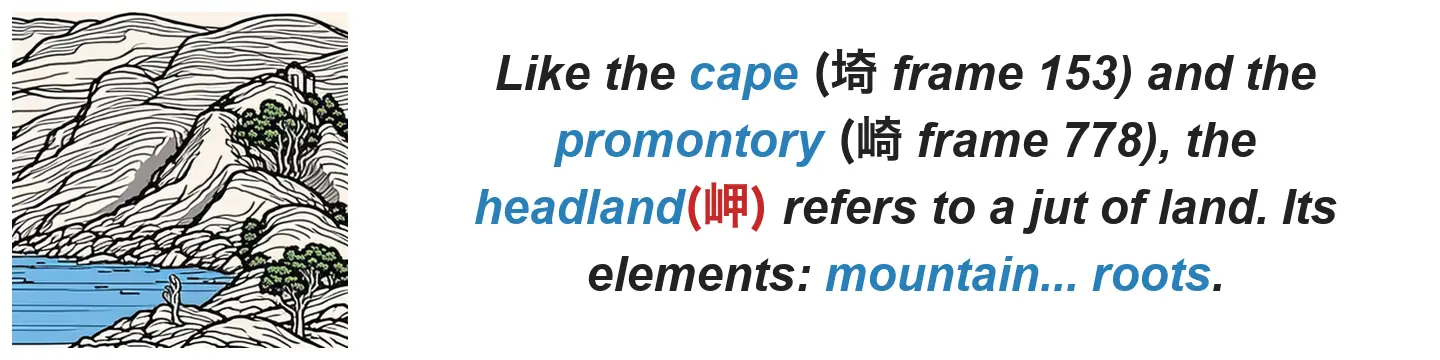 Like the cape (埼 frame 153) and the
promontory (崎 frame 778), the
headland(岬) refers to a jut of land. Its
elements: mountain... roots.